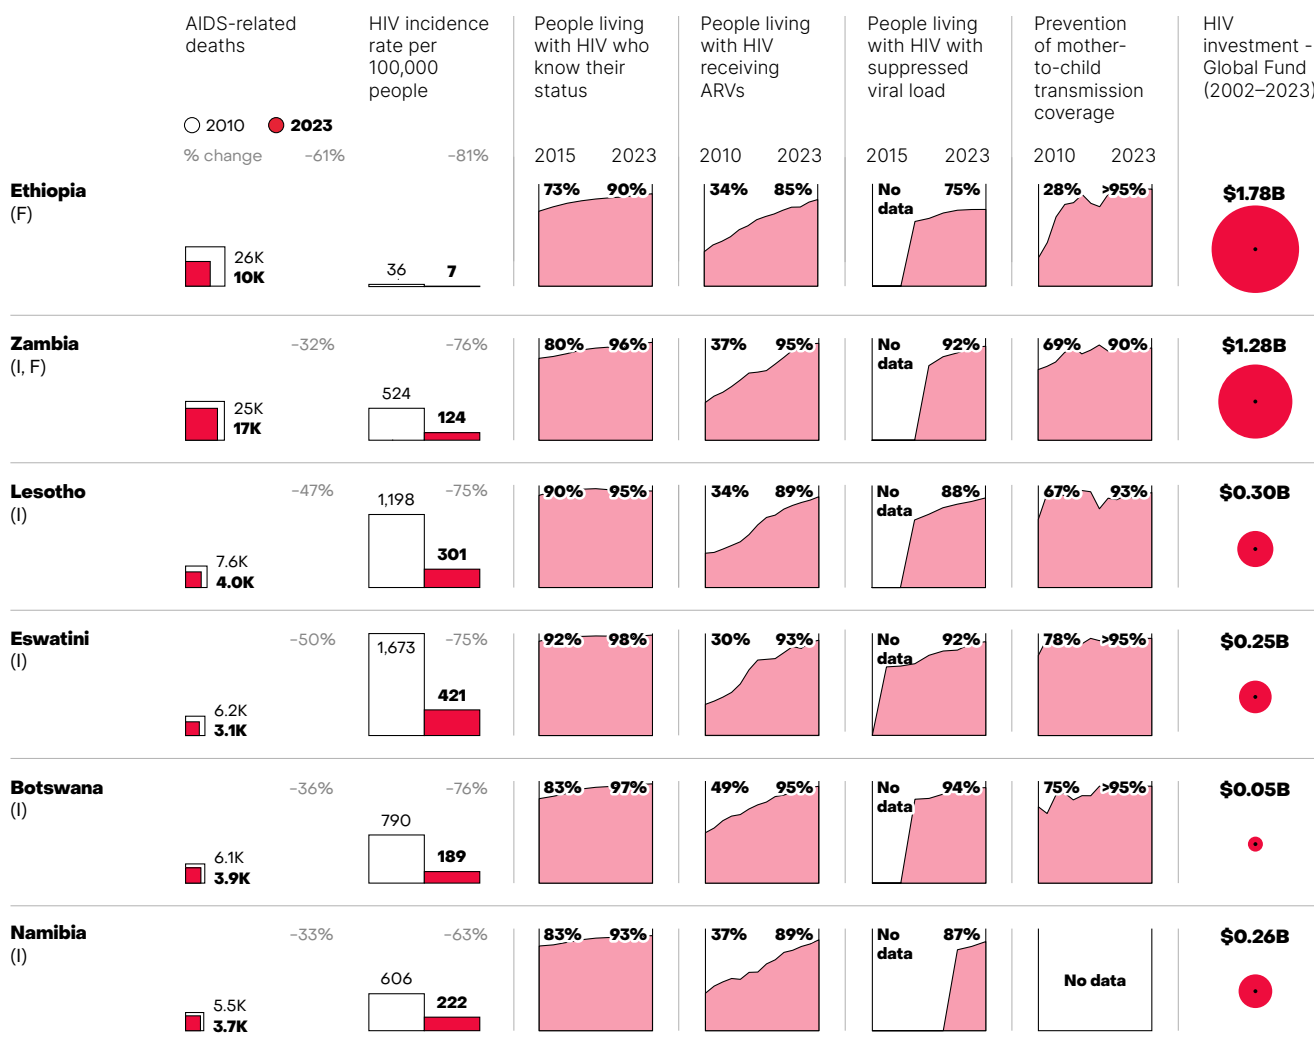 AIDS-related
deaths
HIV incidence
rate per
100,000
people
People living
with HIV who
know their
status
People living
with HIV
receiving
ARVs
People living
with HIV with
suppressed
viral load
Prevention
of mother-
to-child
transmission
coverage
HIV
investment -
Global Fund
(2002–2023)
2010 2023
% change -61% -81% 2015 2023 2010 2023 2015 2023 2010 2023
Ethiopia
(F)
26K
10K
36 7
73% 90%
34% 85%
No
data
75%
28% >95%
$1.78B
Zambia
(I, F)
-32%
25K
17K
-76%
524
124
80% 96%
37% 95%
No
data
92%
69% 90%
$1.28B
Lesotho
(I)
-47%
7.6K
4.0K
-75%
1,198
301
90% 95%
34% 89%
No
data
88%
67% 93%
$0.30B
Eswatini
(I)
-50%
6.2K
3.1K
-75%
1,673
421
92% 98%
30% 93%
No
data
92%
78% >95%
$0.25B
Botswana
(I)
-36%
6.1K
3.9K
-76%
790
189
83% 97%
49% 95%
No
data
94%
75% >95%
$0.05B
Namibia
(I)
-33%
5.5K
3.7K
-63%
606
222
83% 93%
37% 89%
No
data
87%
No data
$0.26B